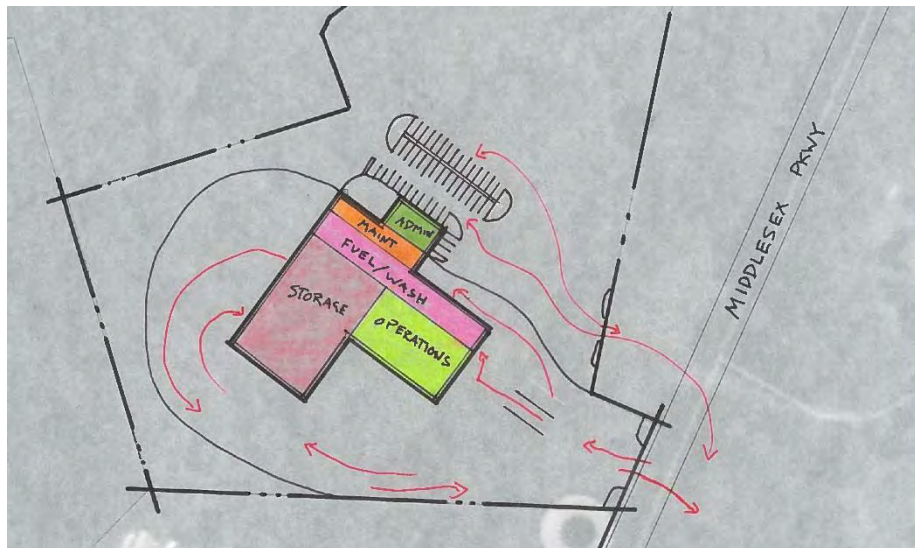 ADMIN
MAINT
FUEL/WASH
STORAGE
OPERATIONS
MIDDLESEX PKWY